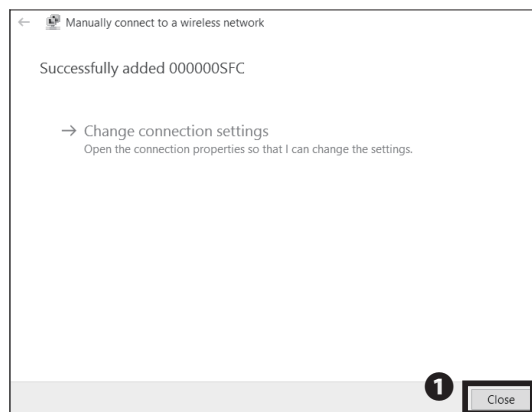 Manually connect to a wireless network
Successfully added 000000SFC
→ Change connection settings
Open the connection properties so that I can change the settings.
1
Close